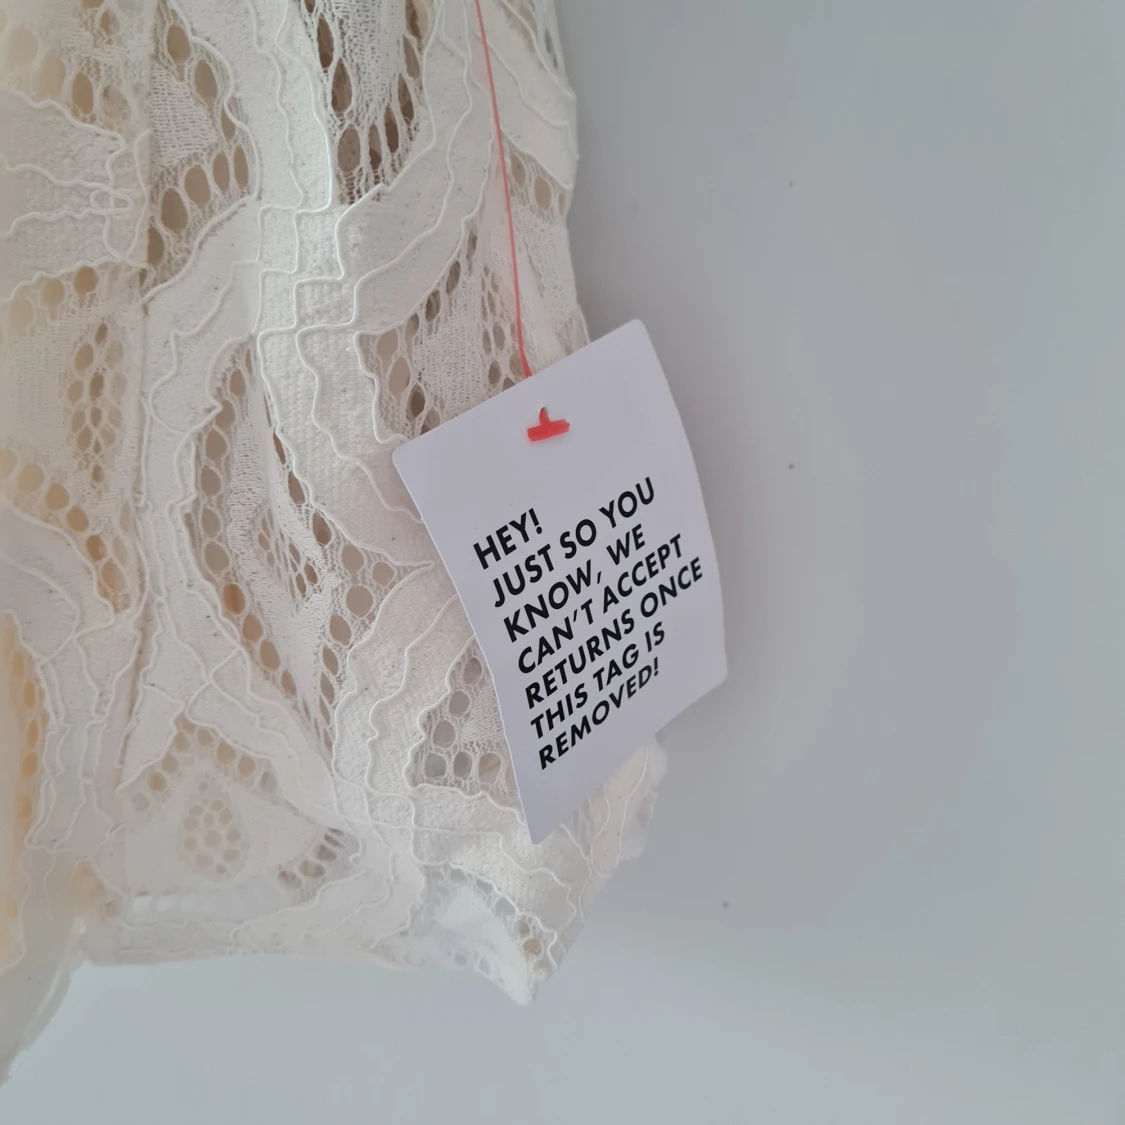 HEY!
JUST SO YOU
KNOW, WE
CAN'T ACCEPT
RETURNS ONCE
THIS TAG IS
REMOVED!